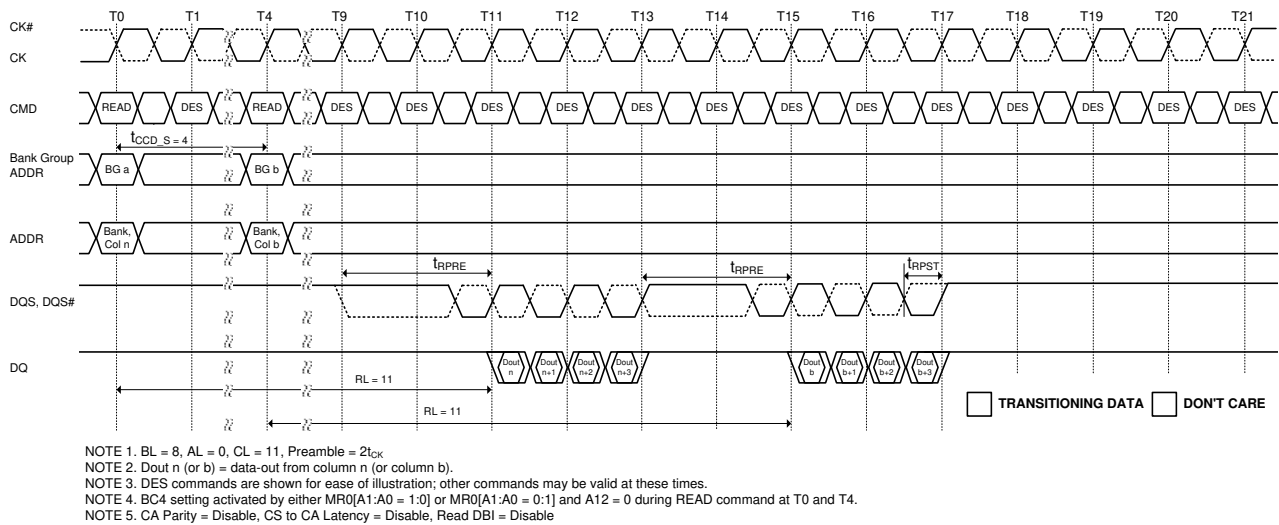 T0 T1 T4 T9 T10 T11 T12 T13 T14 T15 T16 T17 T18 T19 T20 T21
CK#
CK
CMD READ DES READ DES DES DES DES DES DES DES DES DES DES DES DES DES
tCCD_S = 4
Bank Group
ADDR
BG a BG b
ADDR
Bank,
Col n
Bank,
Col b
tRPRE tRPRE tRPST
DQS, DQS#
DQ
Dout
n
Dout
n+1
Dout
n+2
Dout
n+3
Dout
b
Dout
b+1
Dout
b+2
Dout
b+3
RL = 11
RL = 11
TRANSITIONING DATA DON'T CARE
NOTE 1. BL = 8, AL = 0, CL = 11, Preamble = 2tCK
NOTE 2. Dout n (or b) = data-out from column n (or column b).
NOTE 3. DES commands are shown for ease of illustration; other commands may be valid at these times.
NOTE 4. BC4 setting activated by either MR0[A1:A0 = 1:0] or MR0[A1:A0 = 0:1] and A12 = 0 during READ command at T0 and T4.
NOTE 5. CA Parity = Disable, CS to CA Latency = Disable, Read DBI = Disable